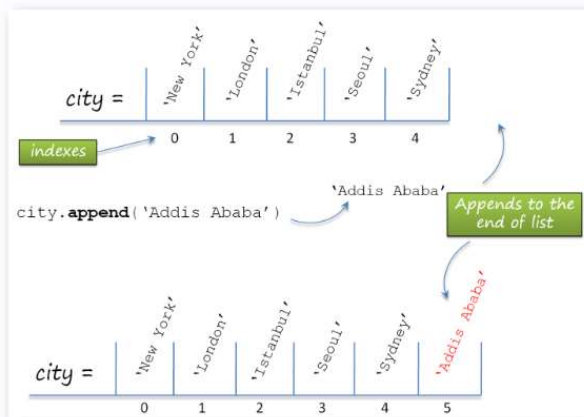 city =
‘New York’
‘London’
‘Istanbul’
‘Seoul’
‘Sydney’
indexes
0 1 2 3 4
city.append(‘Addis Ababa’)
‘Addis Ababa’
Appends to the
end of list
city =
‘New York’
‘London’
‘Istanbul’
‘Seoul’
‘Sydney’
‘Addis Ababa’
0 1 2 3 4 5